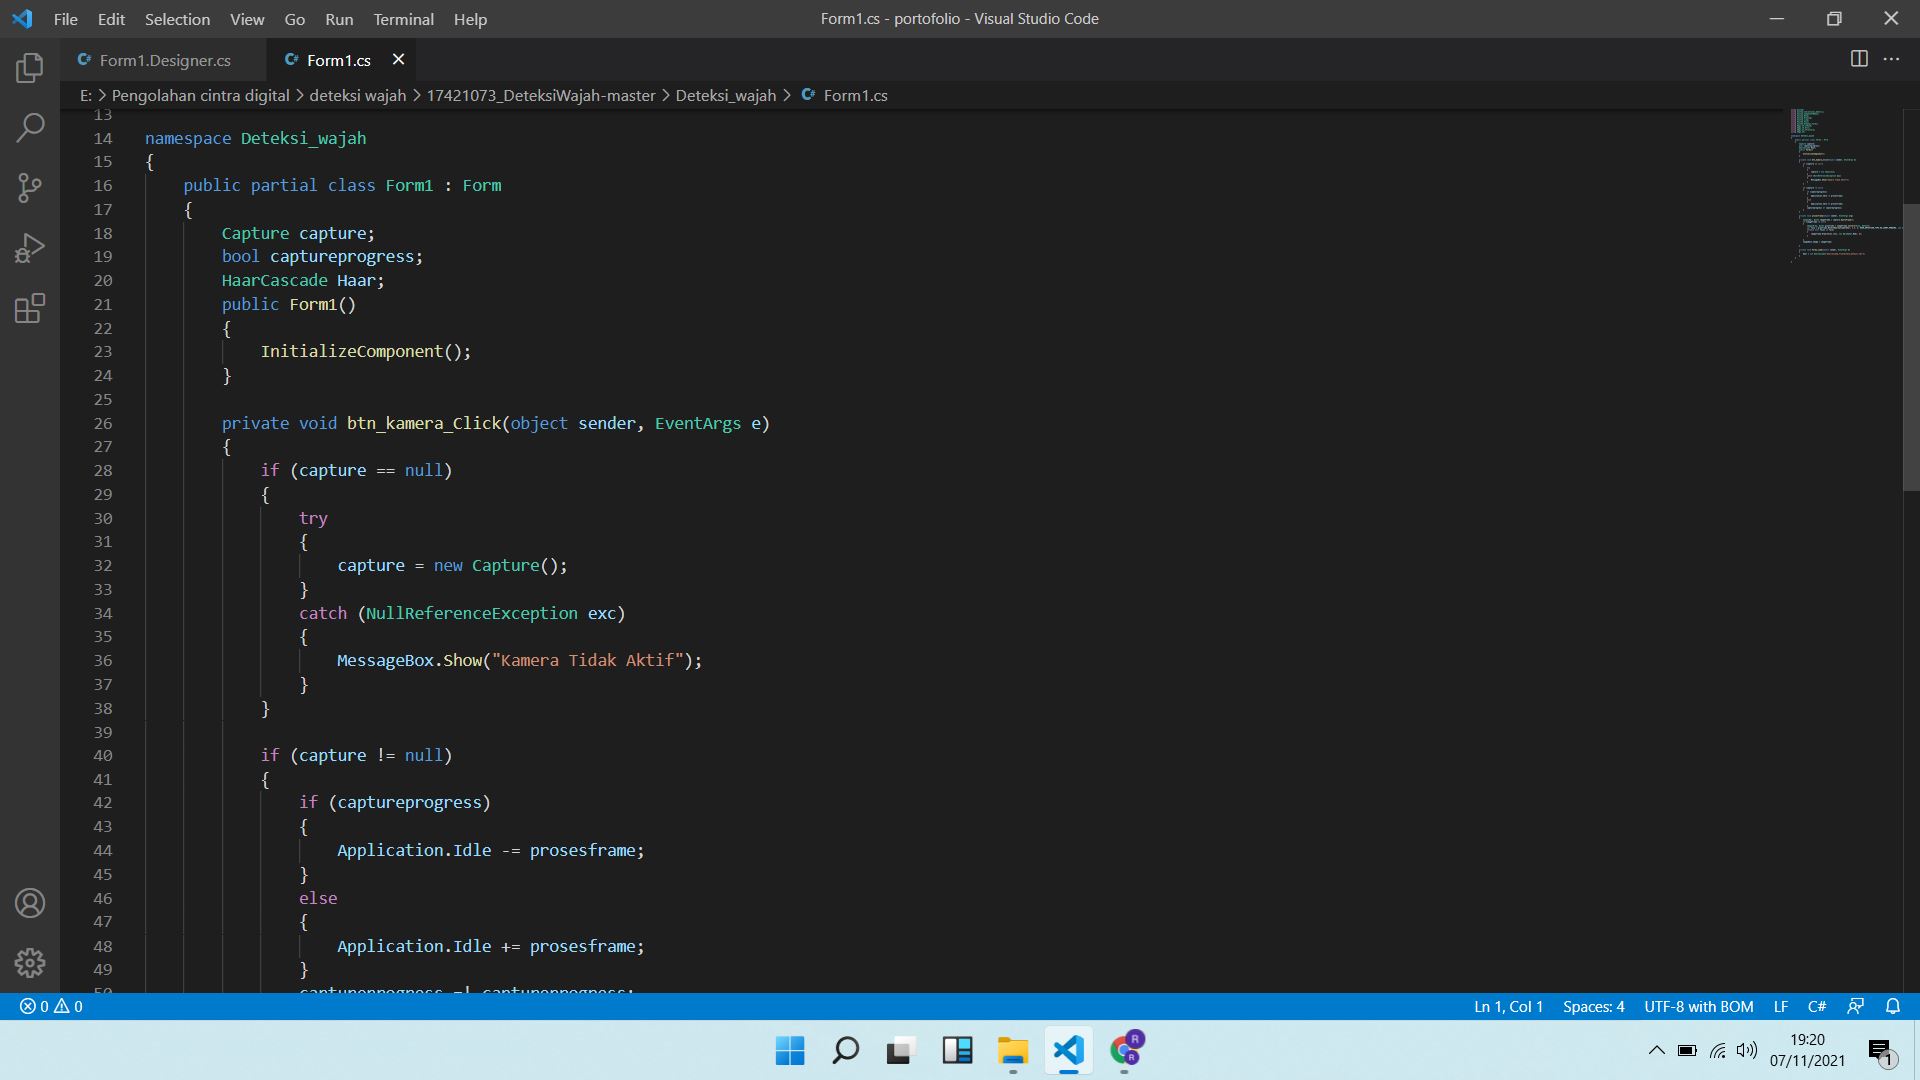 File Edit Selection View Go Run Terminal Help
Form1.cs - portofolio - Visual Studio Code
C# Form1.Designer.cs
C# Form1.cs
E: > Pengolahan cintra digital > deteksi wajah > 17421073_DeteksiWajah-master > Deteksi_wajah > C# Form1.cs
13
14 namespace Deteksi_wajah
15 {
16 public partial class Form1 : Form
17 {
18 Capture capture;
19 bool captureprogress;
20 HaarCascade Haar;
21 public Form1()
22 {
23 InitializeComponent();
24 }
25
26 private void btn_kamera_Click(object sender, EventArgs e)
27 {
28 if (capture == null)
29 {
30 try
31 {
32 capture = new Capture();
33 }
34 catch (NullReferenceException exc)
35 {
36 MessageBox.Show("Kamera Tidak Aktif");
37 }
38 }
39
40 if (capture != null)
41 {
42 if (captureprogress)
43 {
44 Application.Idle -= prosesframe;
45 }
46 else
47 {
48 Application.Idle += prosesframe;
49 }
50 captureprogress =! captureprogress;
0 0
Ln 1, Col 1 Spaces: 4 UTF-8 with BOM LF C#
R
R
19:20
07/11/2021
1